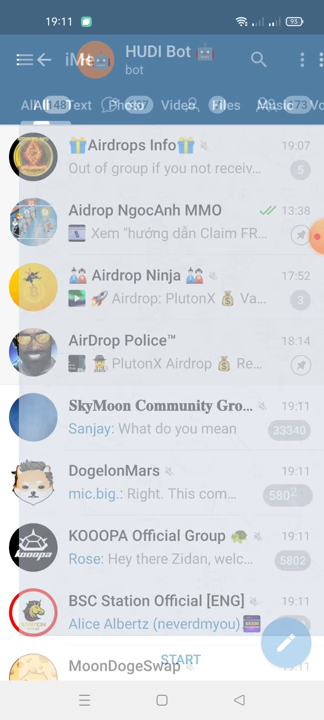 19:11
93
HUDI Bot
bot
All
148
Text
Photo
Video
Files
Music
73
🎁Airdrops Info🎁
19:07
Out of group if you not receiv...
5
Aidrop NgocAnh MMO
13:38
Xem "hướng dẫn Claim FR...
Airdrop Ninja
17:52
🚀 Airdrop: PlutonX 💰 Va...
3
AirDrop Police™
18:14
PlutonX Airdrop 💰 Re...
𝐒𝐤𝐲𝐌𝐨𝐨𝐧 𝐂𝐨𝐦𝐦𝐮𝐧𝐢𝐭𝐲 𝐆𝐫𝐨...
19:11
Sanjay: What do you mean
33340
DogelonMars
19:11
mic.big.: Right. This com...
KOOOPA Official Group 🐢
19:11
Rose: Hey there Zidan, welc...
5802
BSC Station Official [ENG]
19:11
Alice Albertz (neverdmyou)
MoonDogeSwap
19:11
START